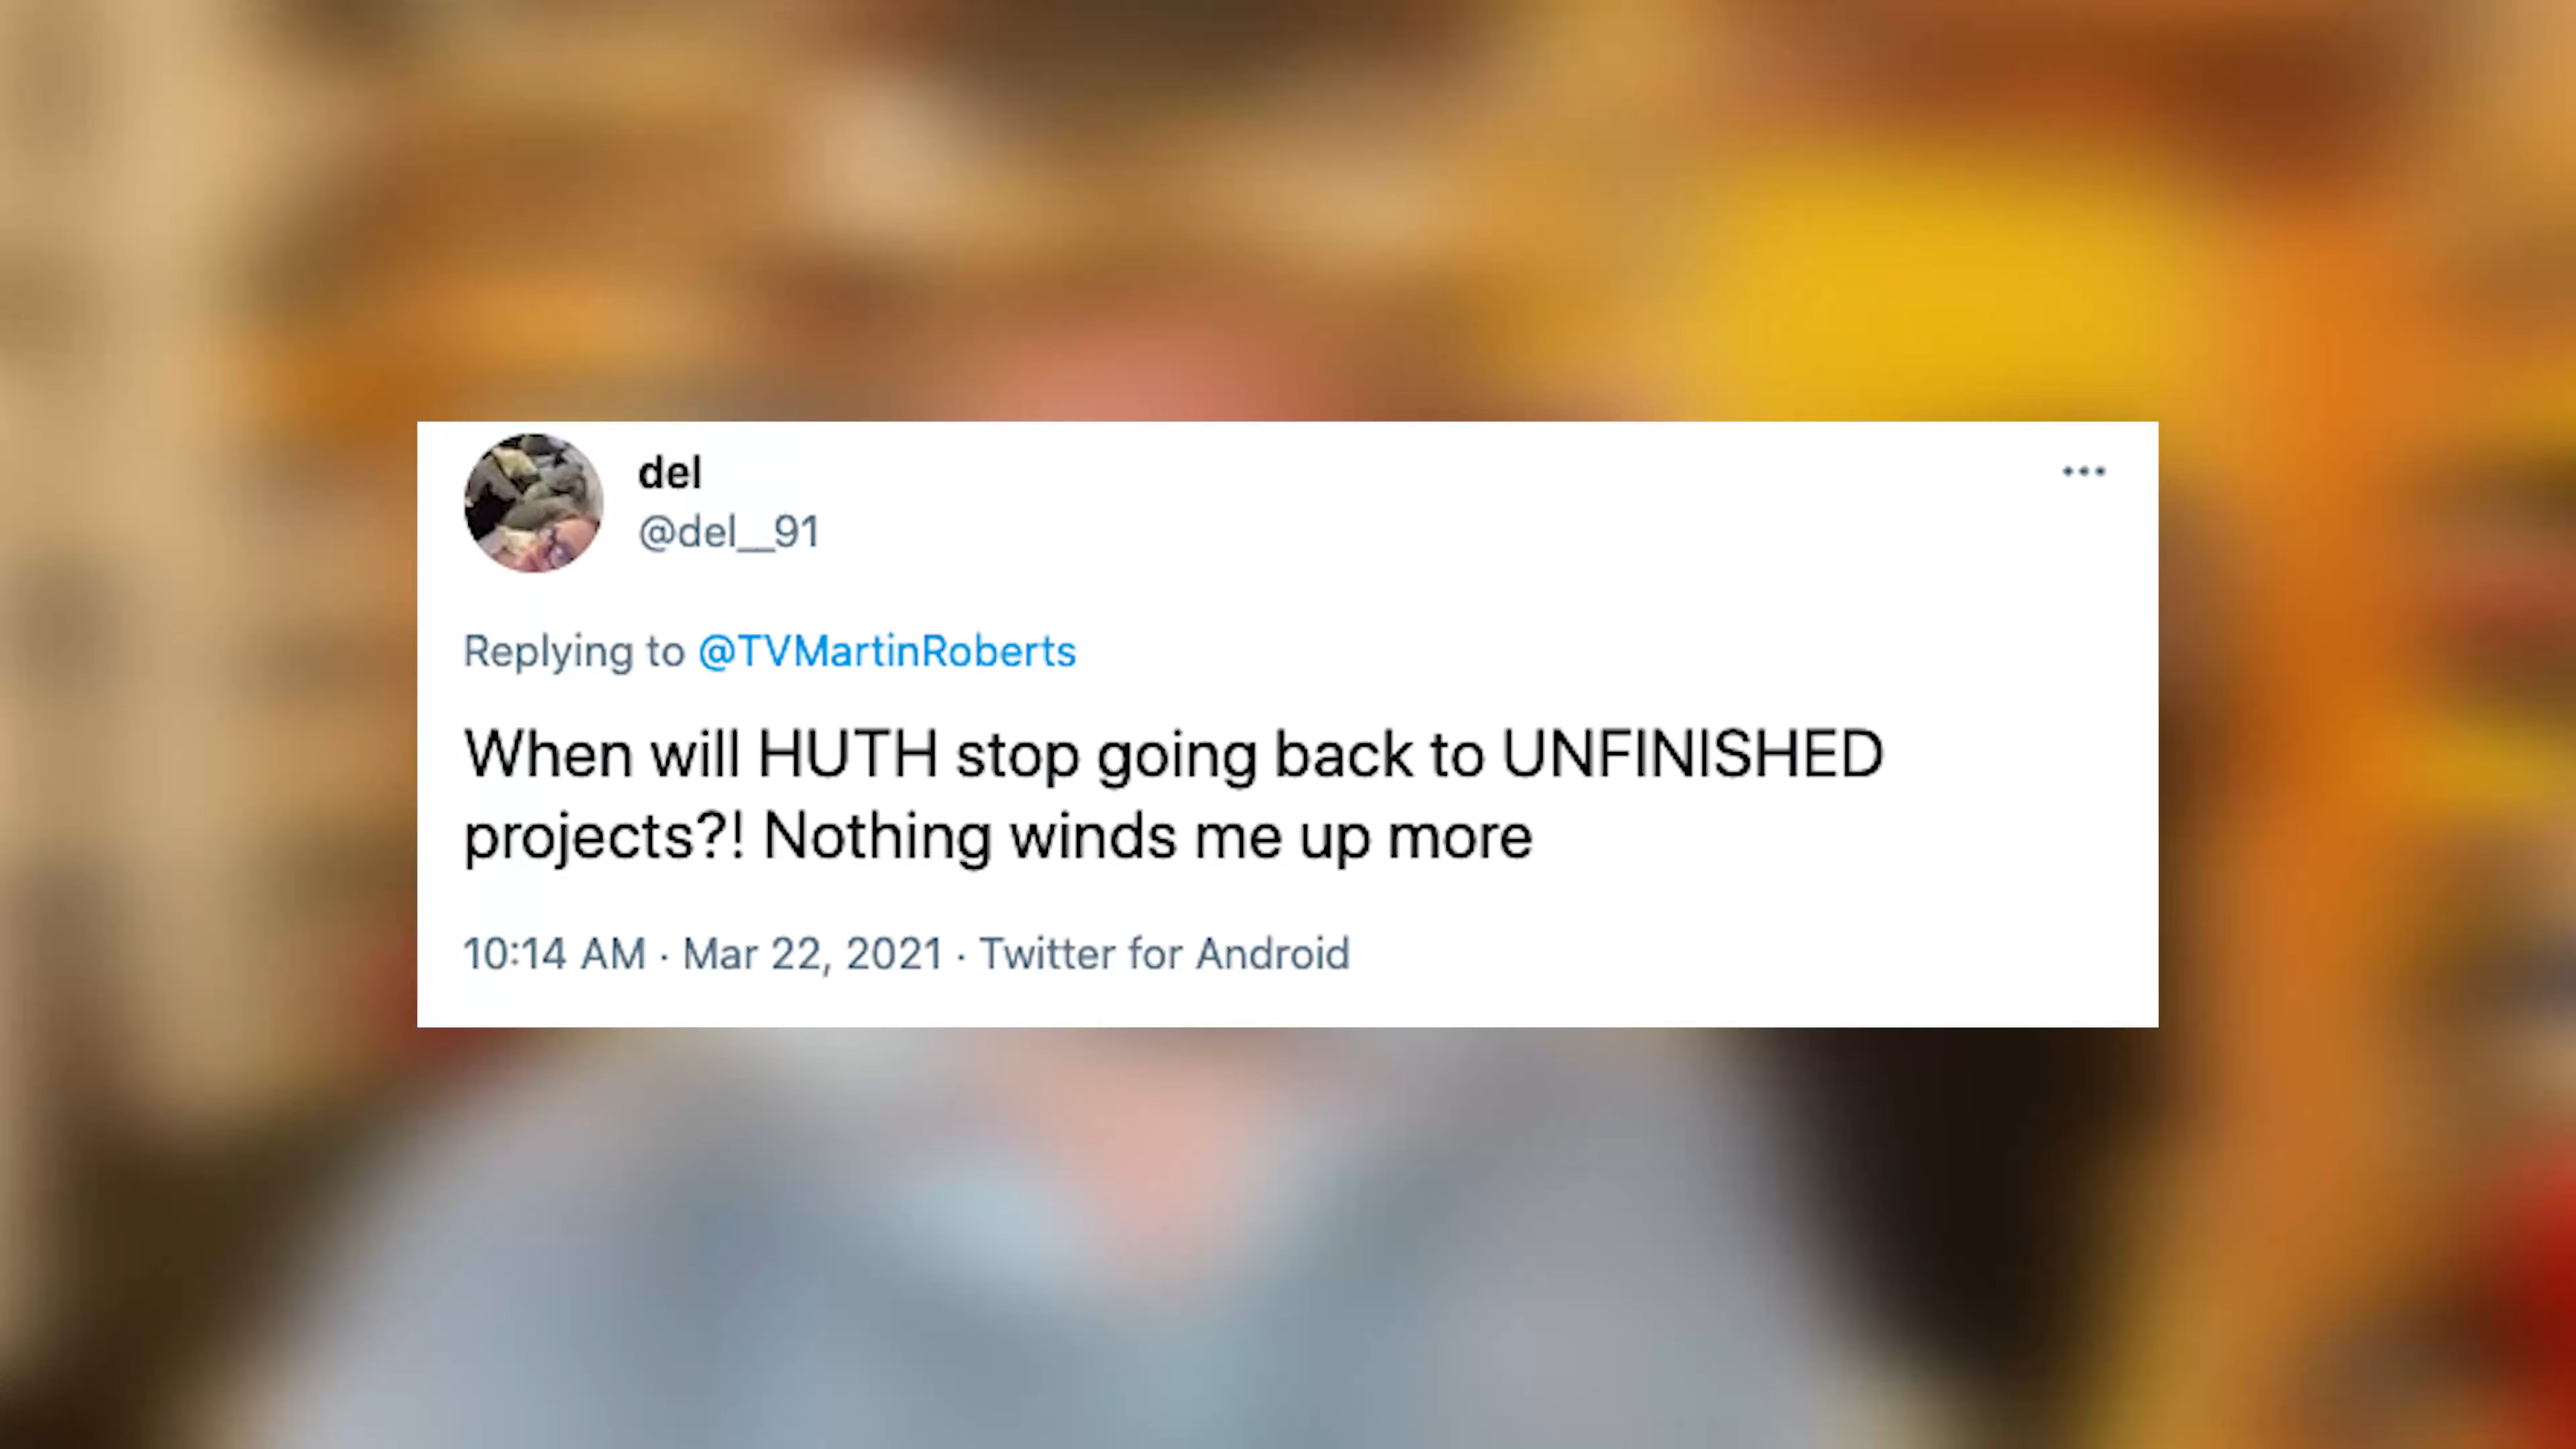 del
@del__91
Replying to @TVMartinRoberts
When will HUTH stop going back to UNFINISHED
projects?! Nothing winds me up more
10:14 AM · Mar 22, 2021 · Twitter for Android